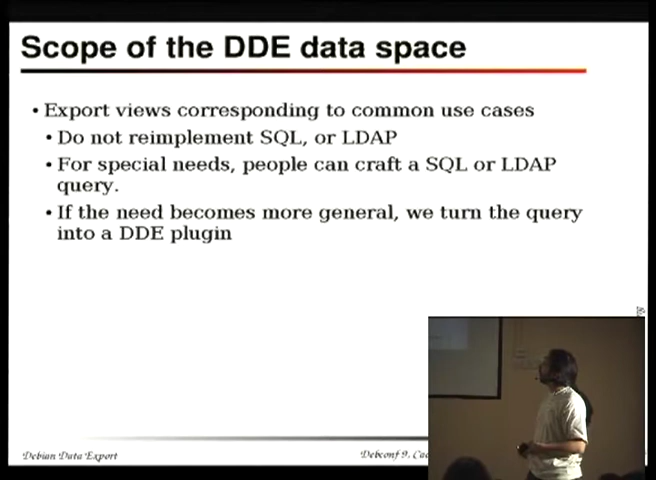 Scope of the DDE data space
• Export views corresponding to common use cases
• Do not reimplement SQL, or LDAP
• For special needs, people can craft a SQL or LDAP
query.
• If the need becomes more general, we turn the query
into a DDE plugin
Debian Data Export
Debconf 9,